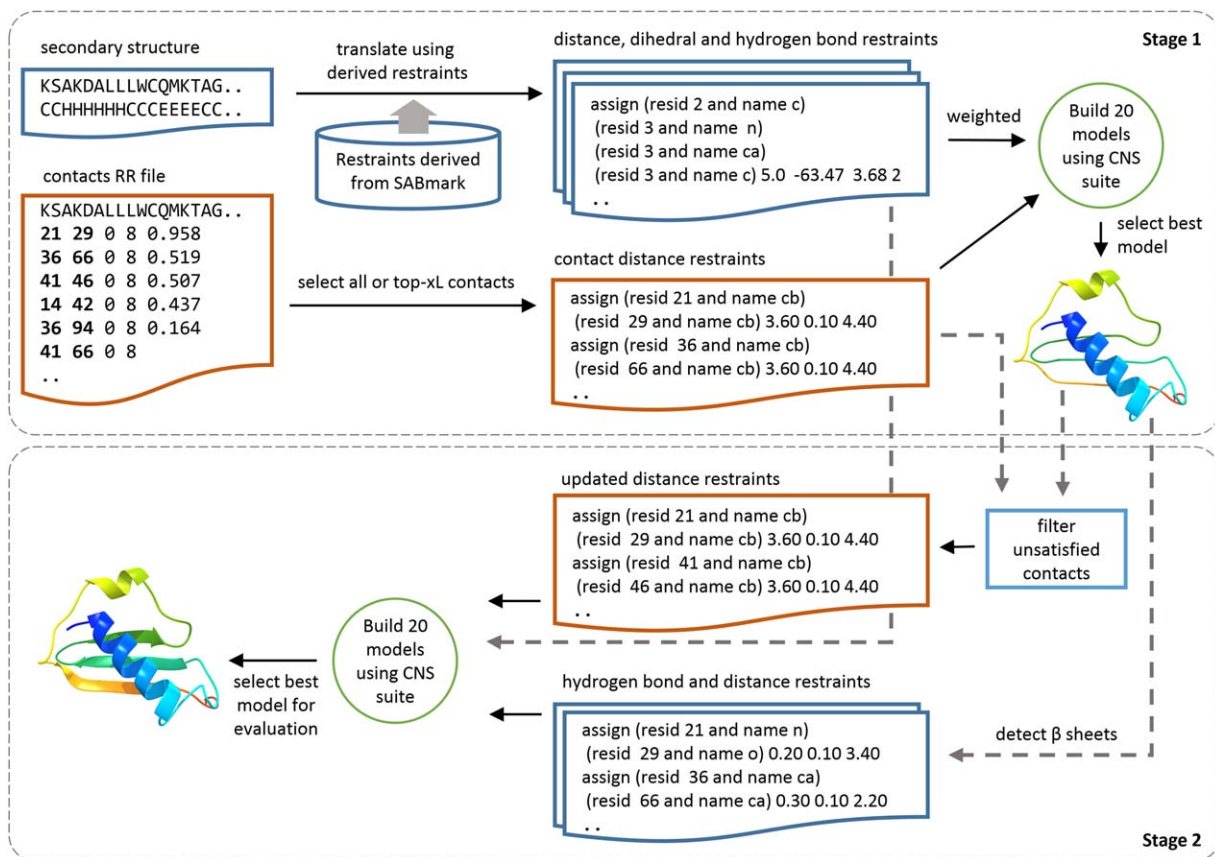 Stage 1
secondary structure
KSAKDALLLWCQMKTAG..
CCHHHHHHCCCEEEECC..
translate using
derived restraints
Restraints derived
from SABmark
distance, dihedral and hydrogen bond restraints
assign (resid 2 and name c)
(resid 3 and name n)
(resid 3 and name ca)
(resid 3 and name c) 5.0 -63.47 3.68 2
..
weighted
Build 20
models
using CNS
suite
select best
model
contacts RR file
KSAKDALLLWCQMKTAG..
21 29 0 8 0.958
36 66 0 8 0.519
41 46 0 8 0.507
14 42 0 8 0.437
36 94 0 8 0.164
41 66 0 8
..
select all or top-xL contacts
contact distance restraints
assign (resid 21 and name cb)
(resid 29 and name cb) 3.60 0.10 4.40
assign (resid 36 and name cb)
(resid 66 and name cb) 3.60 0.10 4.40
..
updated distance restraints
assign (resid 21 and name cb)
(resid 29 and name cb) 3.60 0.10 4.40
assign (resid 41 and name cb)
(resid 46 and name cb) 3.60 0.10 4.40
..
filter
unsatisfied
contacts
Build 20
models
using CNS
suite
select best
model for
evaluation
hydrogen bond and distance restraints
assign (resid 21 and name n)
(resid 29 and name o) 0.20 0.10 3.40
assign (resid 36 and name ca)
(resid 66 and name ca) 0.30 0.10 2.20
..
detect β sheets
Stage 2